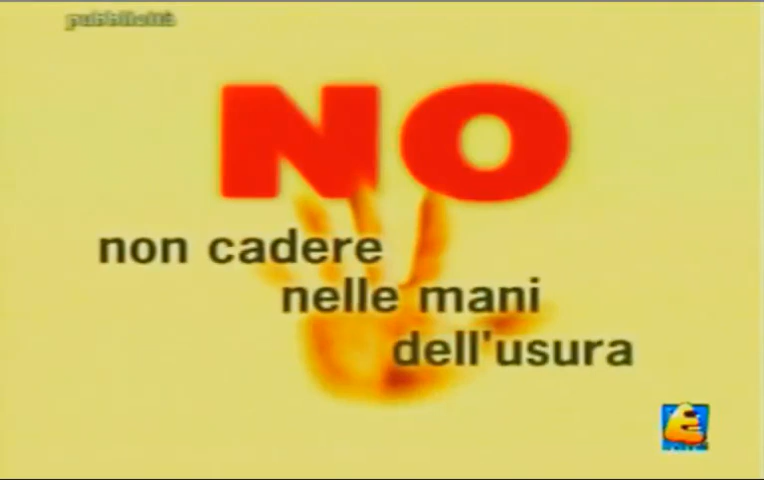 pubblicità
NO
non cadere
nelle mani
dell'usura